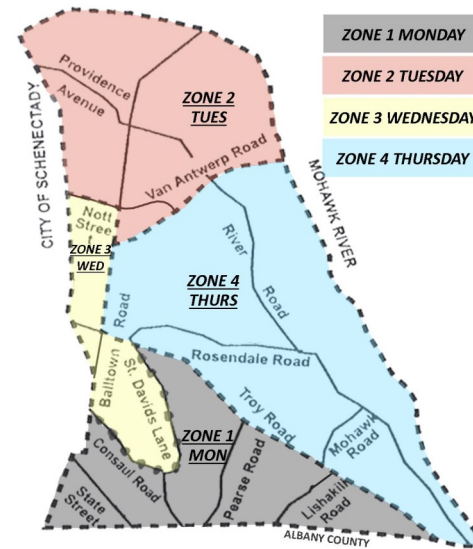 ZONE 1 MONDAY
ZONE 2 TUESDAY
ZONE 3 WEDNESDAY
ZONE 4 THURSDAY
Providence
Avenue
ZONE 2
TUES
CITY OF SCHENECTADY
Van Antwerp Road
MOHAWK RIVER
Nott
Stree
t
ZONE 3
WED
River
Road
ZONE 4
THURS
Balltown
Road
St. Davids Lane
Rosendale Road
Troy Road
Mohawk
Road
ZONE 1
MON
Consaul Road
Pearse Road
State
Street
Lishakill
Road
ALBANY COUNTY